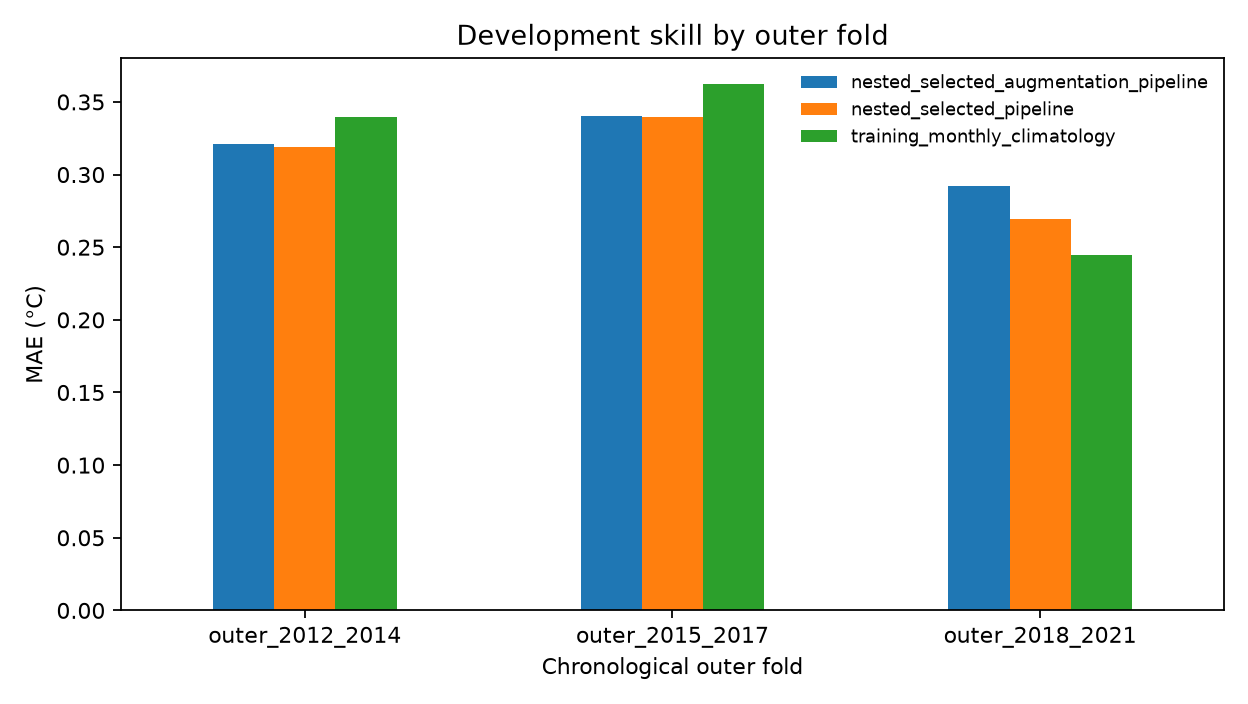 Development skill by outer fold
nested_selected_augmentation_pipeline
nested_selected_pipeline
training_monthly_climatology
MAE (°C)
0.35
0.30
0.25
0.20
0.15
0.10
0.05
0.00
outer_2012_2014 outer_2015_2017 outer_2018_2021
Chronological outer fold